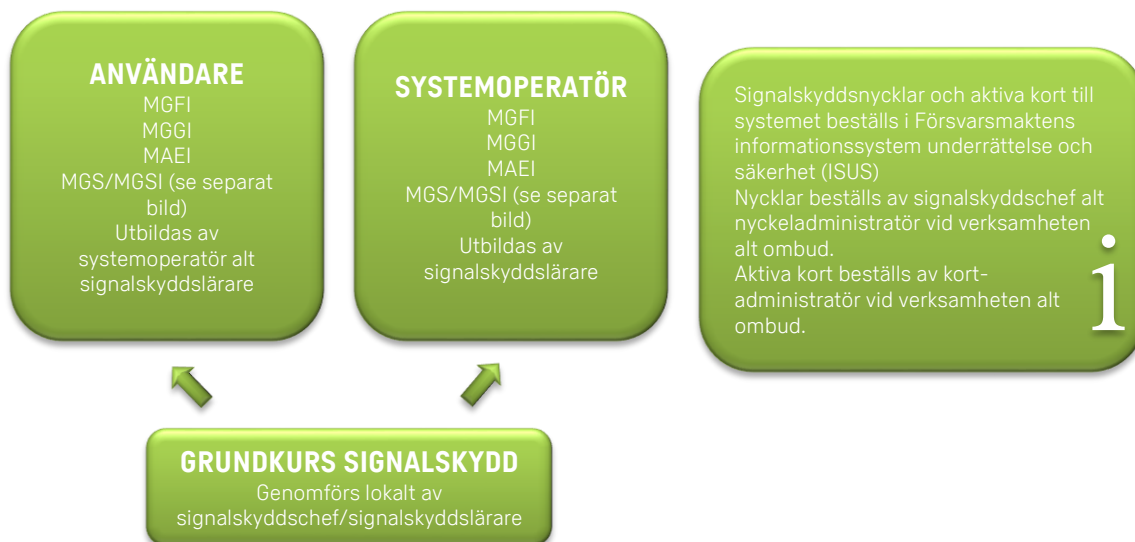 ANVÄNDARE
MGFI
MGGI
MAEI
MGS/MGSI (se separat
bild)
Utbildas av
systemoperatör alt
signalskyddslärare
SYSTEMOPERATÖR
MGFI
MGGI
MAEI
MGS/MGSI (se separat
bild)
Utbildas av
signalskyddslärare
Signalskyddsnycklar och aktiva kort till
systemet beställs i Försvarsmaktens
informationssystem underrättelse och
säkerhet (ISUS)
Nycklar beställs av signalskyddschef alt
nyckeladministratör vid verksamheten
alt ombud.
Aktiva kort beställs av kort-
administratör vid verksamheten alt
ombud.
i
GRUNDKURS SIGNALSKYDD
Genomförs lokalt av
signalskyddschef/signalskyddslärare